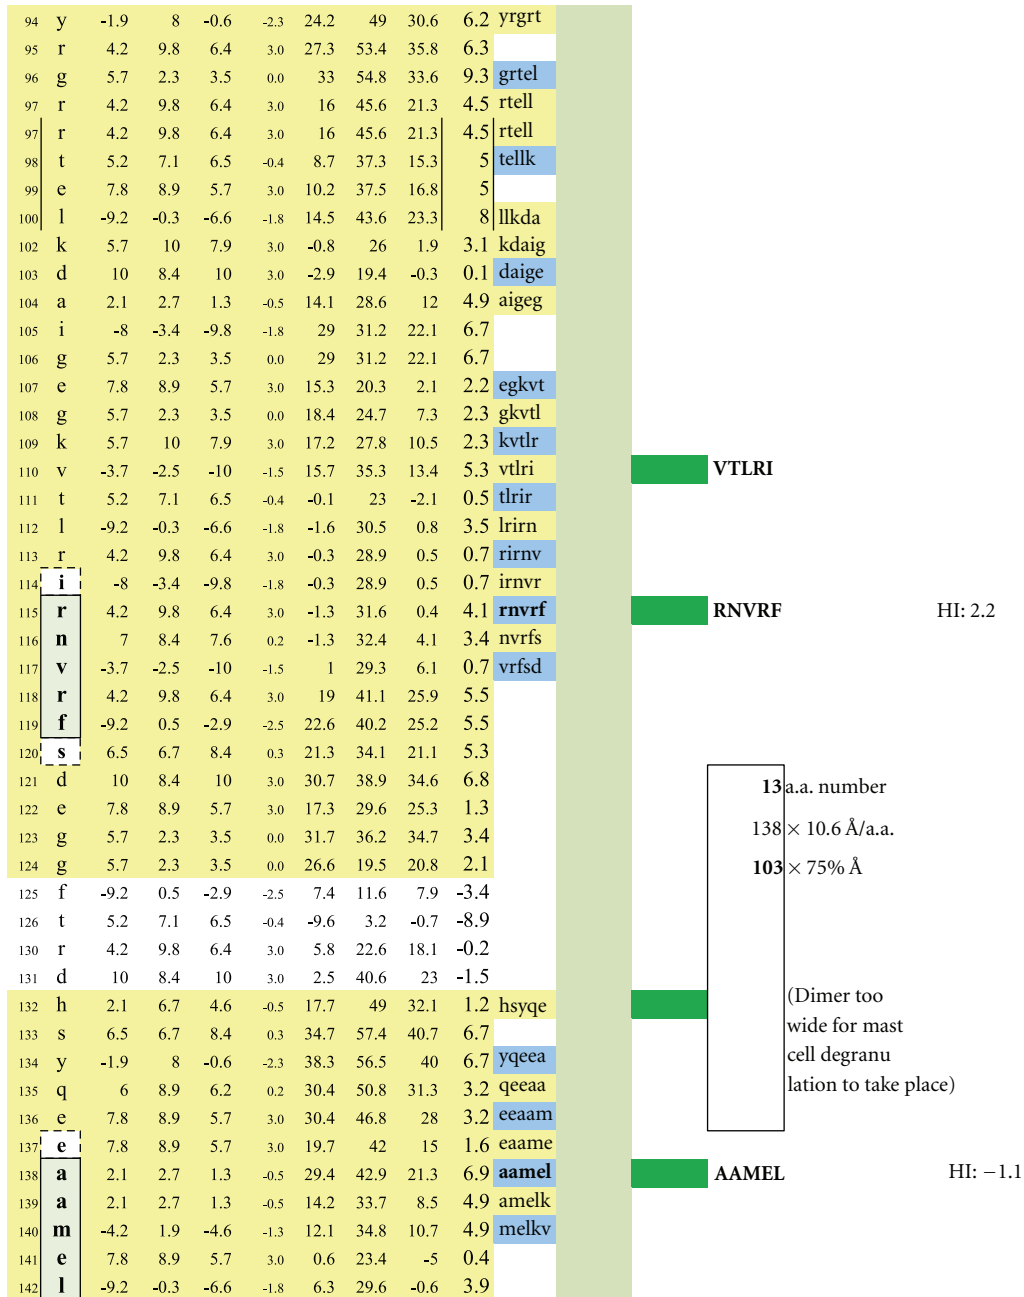 94 y -1.9 8 -0.6 -2.3 24.2 49 30.6 6.2 yrgrt
95 r 4.2 9.8 6.4 3.0 27.3 53.4 35.8 6.3
96 g 5.7 2.3 3.5 0.0 33 54.8 33.6 9.3 grtel
97 r 4.2 9.8 6.4 3.0 16 45.6 21.3 4.5 rtell
97 r 4.2 9.8 6.4 3.0 16 45.6 21.3 4.5 rtell
98 t 5.2 7.1 6.5 -0.4 8.7 37.3 15.3 5 tellk
99 e 7.8 8.9 5.7 3.0 10.2 37.5 16.8 5
100 l -9.2 -0.3 -6.6 -1.8 14.5 43.6 23.3 8 llkda
102 k 5.7 10 7.9 3.0 -0.8 26 1.9 3.1 kdaig
103 d 10 8.4 10 3.0 -2.9 19.4 -0.3 0.1 daige
104 a 2.1 2.7 1.3 -0.5 14.1 28.6 12 4.9 aigeg
105 i -8 -3.4 -9.8 -1.8 29 31.2 22.1 6.7
106 g 5.7 2.3 3.5 0.0 29 31.2 22.1 6.7
107 e 7.8 8.9 5.7 3.0 15.3 20.3 2.1 2.2 egkvt
108 g 5.7 2.3 3.5 0.0 18.4 24.7 7.3 2.3 gkvtl
109 k 5.7 10 7.9 3.0 17.2 27.8 10.5 2.3 kvtlr
110 v -3.7 -2.5 -10 -1.5 15.7 35.3 13.4 5.3 vtlri VTLRI
111 t 5.2 7.1 6.5 -0.4 -0.1 23 -2.1 0.5 tlrir
112 l -9.2 -0.3 -6.6 -1.8 -1.6 30.5 0.8 3.5 lrirn
113 r 4.2 9.8 6.4 3.0 -0.3 28.9 0.5 0.7 rirnv
114 i -8 -3.4 -9.8 -1.8 -0.3 28.9 0.5 0.7 irnvr
115 r 4.2 9.8 6.4 3.0 -1.3 31.6 0.4 4.1 rnvrf RNVRF HI: 2.2
116 n 7 8.4 7.6 0.2 -1.3 32.4 4.1 3.4 nvrfs
117 v -3.7 -2.5 -10 -1.5 1 29.3 6.1 0.7 vrfsd
118 r 4.2 9.8 6.4 3.0 19 41.1 25.9 5.5
119 f -9.2 0.5 -2.9 -2.5 22.6 40.2 25.2 5.5
120 s 6.5 6.7 8.4 0.3 21.3 34.1 21.1 5.3
121 d 10 8.4 10 3.0 30.7 38.9 34.6 6.8 13 a.a. number
122 e 7.8 8.9 5.7 3.0 17.3 29.6 25.3 1.3
123 g 5.7 2.3 3.5 0.0 31.7 36.2 34.7 3.4 138 × 10.6 Å/a.a.
124 g 5.7 2.3 3.5 0.0 26.6 19.5 20.8 2.1 103 × 75% Å
125 f -9.2 0.5 -2.9 -2.5 7.4 11.6 7.9 -3.4
126 t 5.2 7.1 6.5 -0.4 -9.6 3.2 -0.7 -8.9
130 r 4.2 9.8 6.4 3.0 5.8 22.6 18.1 -0.2
131 d 10 8.4 10 3.0 2.5 40.6 23 -1.5
132 h 2.1 6.7 4.6 -0.5 17.7 49 32.1 1.2 hsyqe (Dimer too
133 s 6.5 6.7 8.4 0.3 34.7 57.4 40.7 6.7 wide for mast
134 y -1.9 8 -0.6 -2.3 38.3 56.5 40 6.7 yqeea cell degranu
135 q 6 8.9 6.2 0.2 30.4 50.8 31.3 3.2 qeeaa lation to take place)
136 e 7.8 8.9 5.7 3.0 30.4 46.8 28 3.2 eeaam
137 e 7.8 8.9 5.7 3.0 19.7 42 15 1.6 eaame
138 a 2.1 2.7 1.3 -0.5 29.4 42.9 21.3 6.9 aamel AAMEL HI: −1.1
139 a 2.1 2.7 1.3 -0.5 14.2 33.7 8.5 4.9 amelk
140 m -4.2 1.9 -4.6 -1.3 12.1 34.8 10.7 4.9 melkv
141 e 7.8 8.9 5.7 3.0 0.6 23.4 -5 0.4
142 l -9.2 -0.3 -6.6 -1.8 6.3 29.6 -0.6 3.9